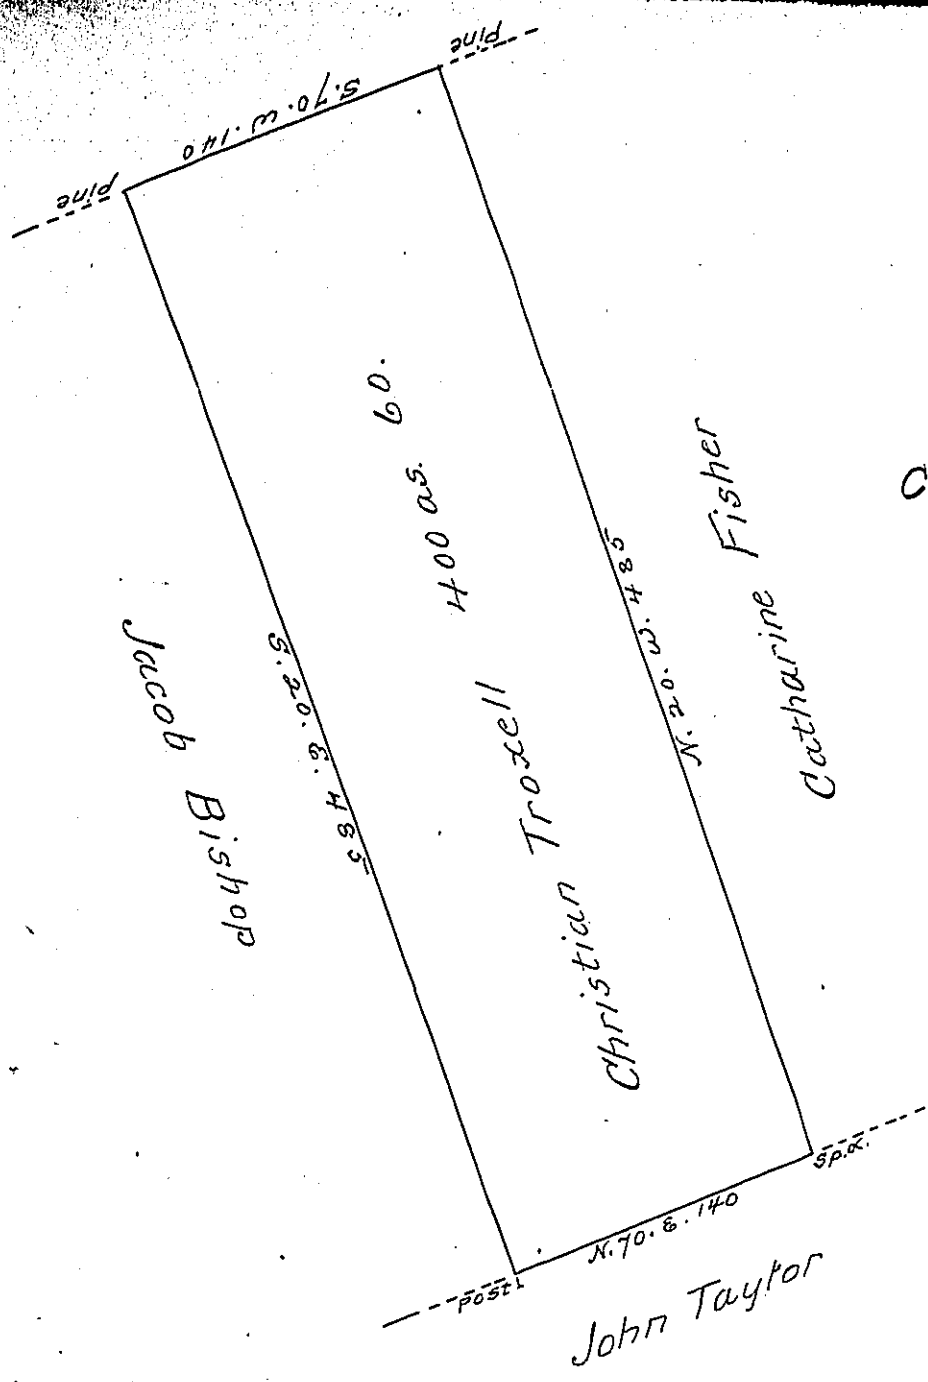 Pine
S. 70. W. 140
Pine
400 as. 60.
Christian Troxell
S. 20. E. 485
N. 20. W. 485
Jacob Bishop
Catharine Fisher
C
Sp.α.
N. 70. E. 140
Post
John Taylor